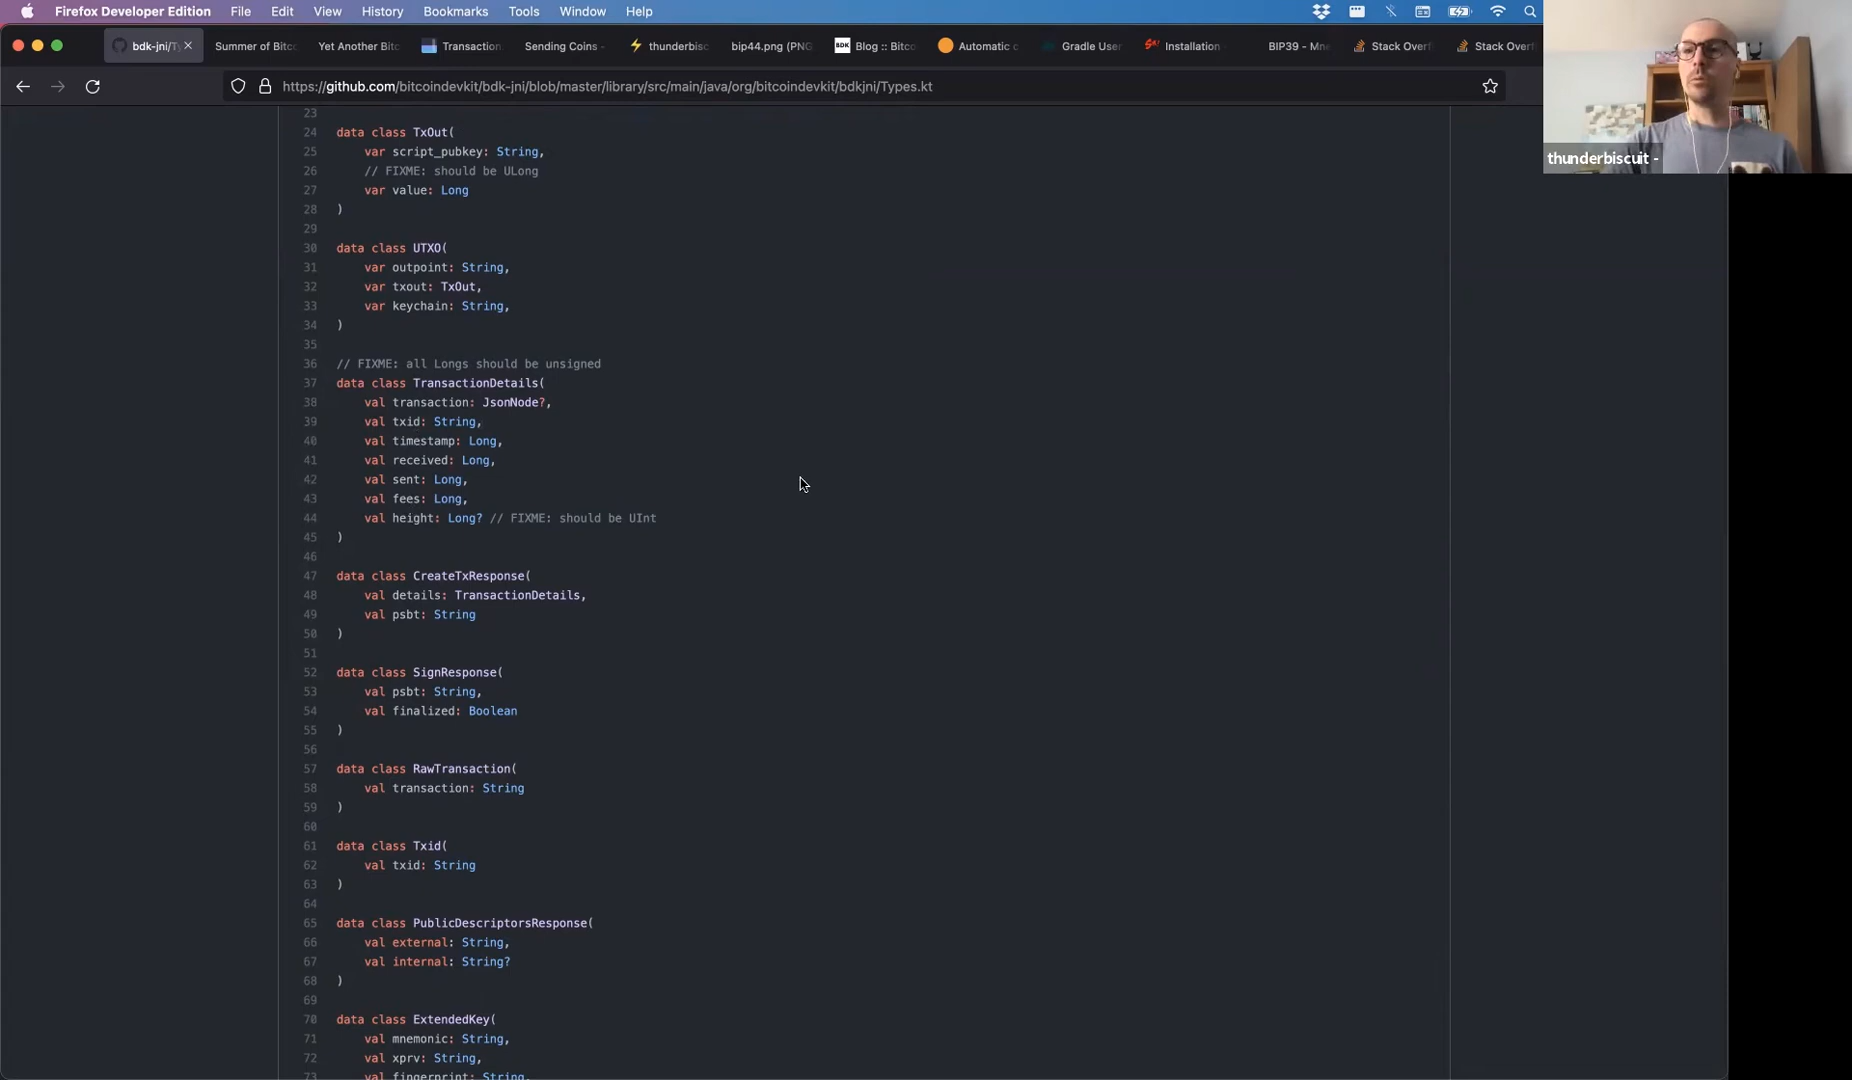 Firefox Developer Edition File Edit View History Bookmarks Tools Window Help
bdk-jni/Ty Summer of Bitc Yet Another Bit Transaction Sending Coins - thunderbisc bip44.png (PNG BDK Blog :: Bitco Automatic Gradle User SK! Installation BIP39 - Mne Stack Overf Stack Overf
https://github.com/bitcoindevkit/bdk-jni/blob/master/library/src/main/java/org/bitcoindevkit/bdkjni/Types.kt
thunderbiscuit -
23
24 data class TxOut(
25 var script_pubkey: String,
26 // FIXME: should be ULong
27 var value: Long
28 )
29
30 data class UTXO(
31 var outpoint: String,
32 var txout: TxOut,
33 var keychain: String,
34 )
35
36 // FIXME: all Longs should be unsigned
37 data class TransactionDetails(
38 val transaction: JsonNode?,
39 val txid: String,
40 val timestamp: Long,
41 val received: Long,
42 val sent: Long,
43 val fees: Long,
44 val height: Long? // FIXME: should be UInt
45 )
46
47 data class CreateTxResponse(
48 val details: TransactionDetails,
49 val psbt: String
50 )
51
52 data class SignResponse(
53 val psbt: String,
54 val finalized: Boolean
55 )
56
57 data class RawTransaction(
58 val transaction: String
59 )
60
61 data class Txid(
62 val txid: String
63 )
64
65 data class PublicDescriptorsResponse(
66 val external: String,
67 val internal: String?
68 )
69
70 data class ExtendedKey(
71 val mnemonic: String,
72 val xprv: String,
73 val fingerprint: String,